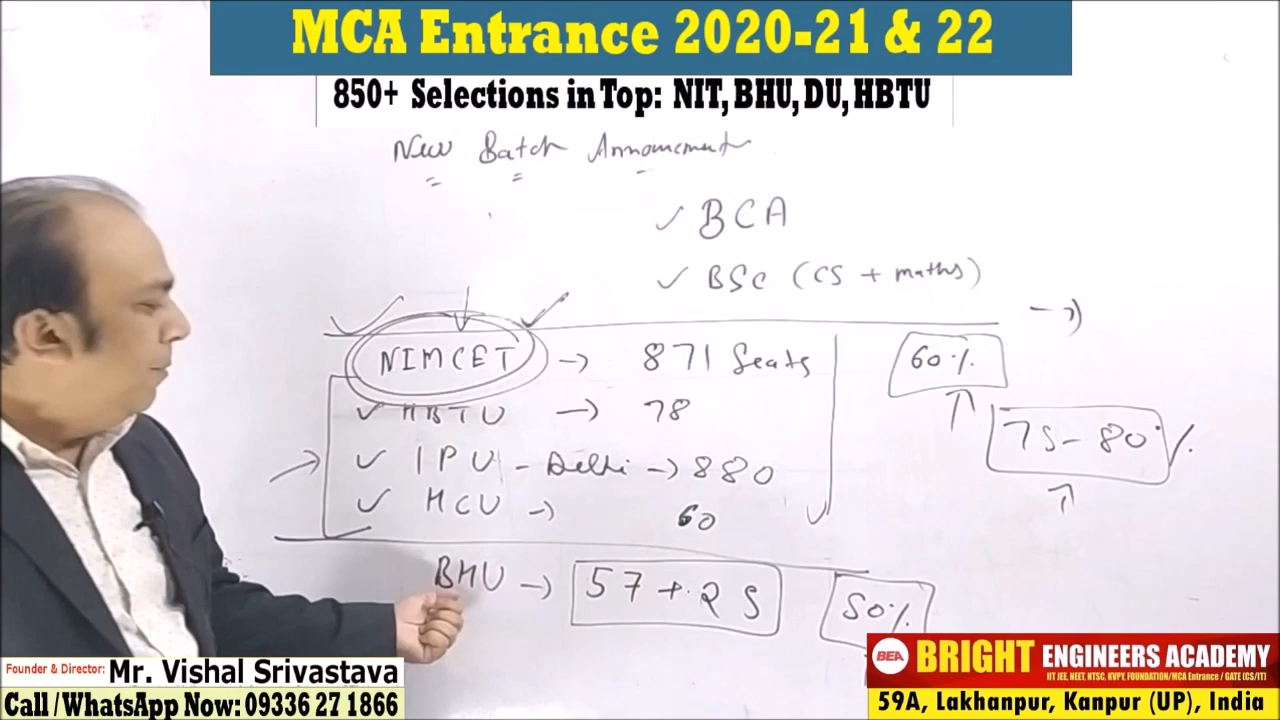 MCA Entrance 2020-21 & 22
850+ Selections in Top: NIT, BHU, DU, HBTU
New Batch Announcment
✓ BCA
✓ BSc (CS + maths)
NIMCET → 871 Seats
60%
✓ HBTU → 78
75-80%
✓ IPU - Delhi → 880
✓ HCU → 60
BHU → 57 + 25
50%
Founder & Director: Mr. Vishal Srivastava
Call / WhatsApp Now: 09336 27 1866
BEA BRIGHT ENGINEERS ACADEMY
IIT JEE, NEET, NTSC, KVPY, FOUNDATION/MCA Entrance / GATE (CS/IT)
59A, Lakhanpur, Kanpur (UP), India